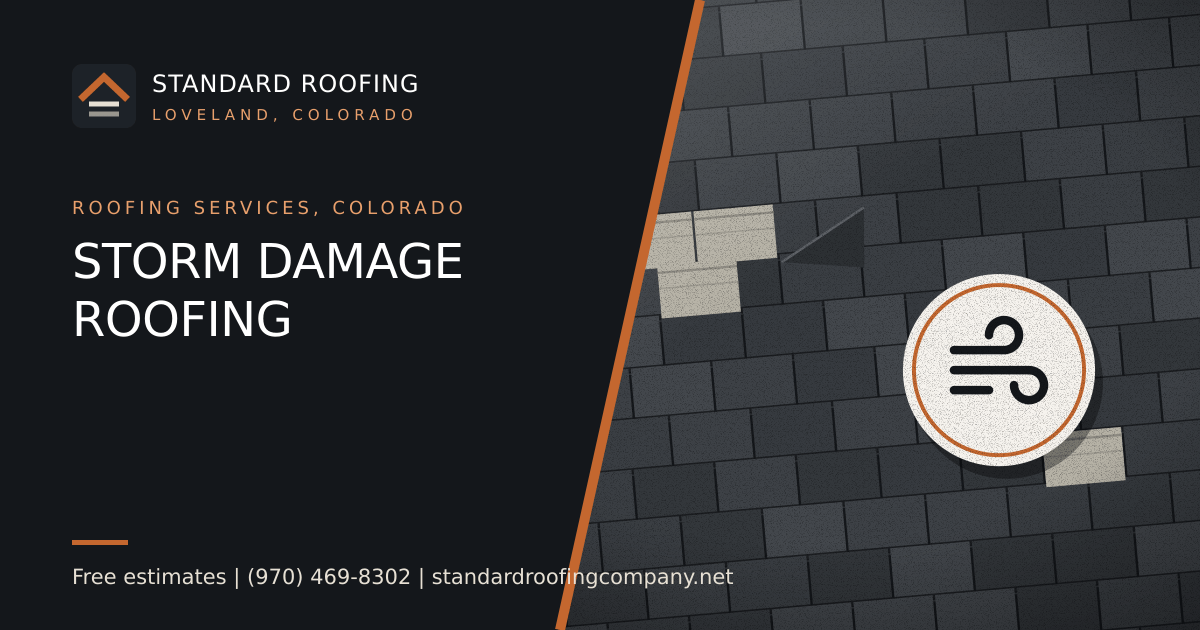 STANDARD ROOFING
LOVELAND, COLORADO
ROOFING SERVICES, COLORADO
STORM DAMAGE
ROOFING
Free estimates | (970) 469-8302 | standardroofingcompany.net